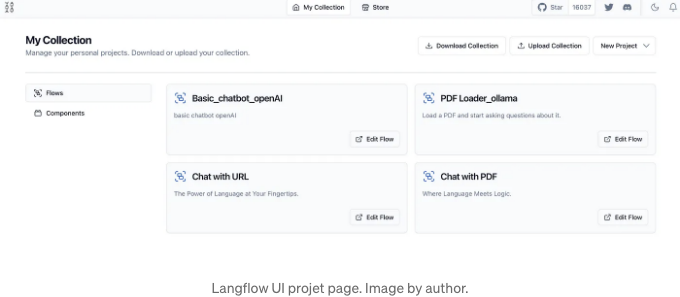 My Collection Store Star 16037
My Collection
Manage your personal projects. Download or upload your collection.
Download Collection Upload Collection New Project
Flows
Components
Basic_chatbot_openAI
basic chatbot openAI
Edit Flow
PDF Loader_ollama
Load a PDF and start asking questions about it.
Edit Flow
Chat with URL
The Power of Language at Your Fingertips.
Edit Flow
Chat with PDF
Where Language Meets Logic.
Edit Flow
Langflow UI projet page. Image by author.